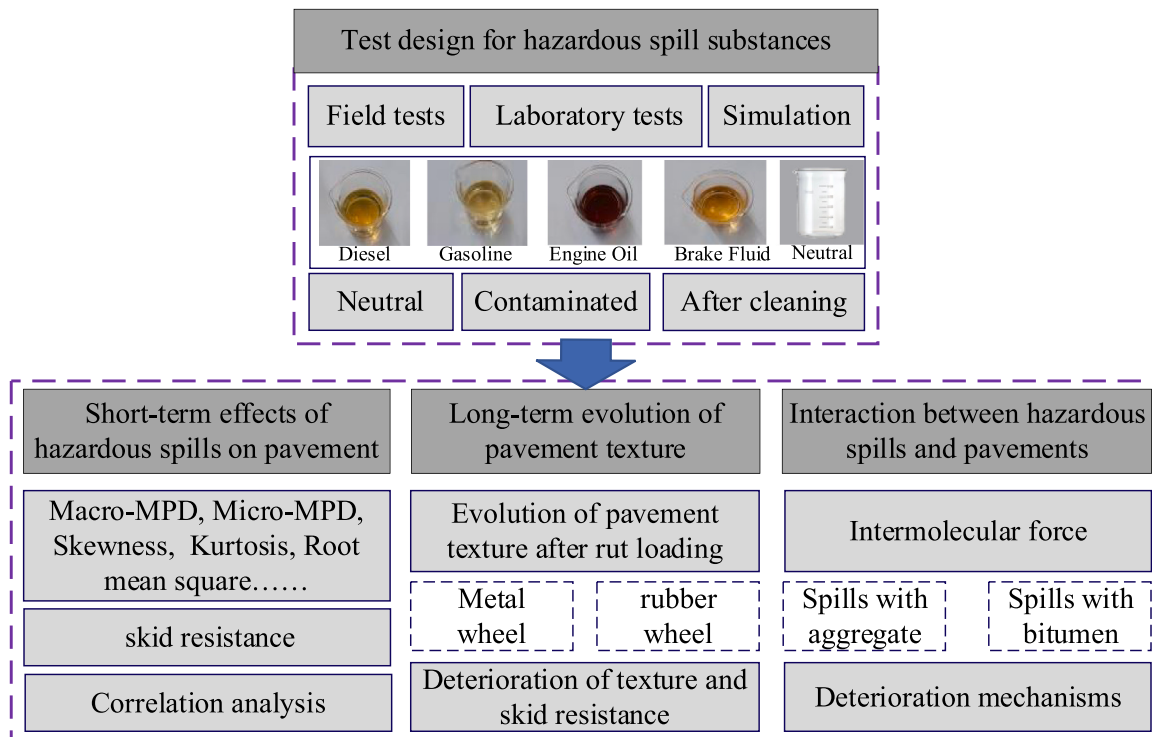 Test design for hazardous spill substances
Field tests
Laboratory tests
Simulation
Diesel
Gasoline
Engine Oil
Brake Fluid
Neutral
Neutral
Contaminated
After cleaning
Short-term effects of
hazardous spills on pavement
Macro-MPD, Micro-MPD,
Skewness, Kurtosis, Root
mean square……
skid resistance
Correlation analysis
Long-term evolution of
pavement texture
Evolution of pavement
texture after rut loading
Metal
wheel
rubber
wheel
Deterioration of texture and
skid resistance
Interaction between hazardous
spills and pavements
Intermolecular force
Spills with
aggregate
Spills with
bitumen
Deterioration mechanisms